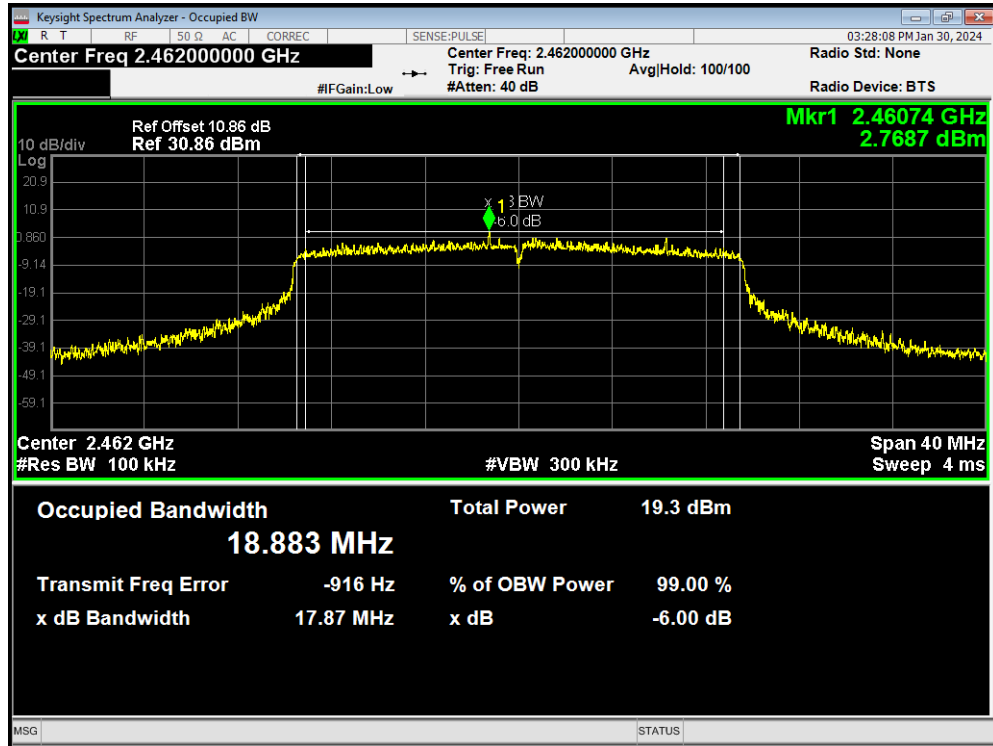 Keysight Spectrum Analyzer - Occupied BW
LXI R T RF 50 Ω AC CORREC SENSE:PULSE 03:28:08 PM Jan 30, 2024
Center Freq 2.462000000 GHz
Center Freq: 2.462000000 GHz
Radio Std: None
Trig: Free Run Avg|Hold: 100/100
#IFGain:Low
#Atten: 40 dB
Radio Device: BTS
Mkr1 2.46074 GHz
2.7687 dBm
Ref Offset 10.86 dB
10 dB/div Ref 30.86 dBm
Log
20.9
10.9
0.860
-9.14
-19.1
-29.1
-39.1
-49.1
-59.1
x 1 BW
-6.0 dB
Center 2.462 GHz Span 40 MHz
#Res BW 100 kHz #VBW 300 kHz Sweep 4 ms
Occupied Bandwidth Total Power 19.3 dBm
18.883 MHz
Transmit Freq Error -916 Hz % of OBW Power 99.00 %
x dB Bandwidth 17.87 MHz x dB -6.00 dB
MSG STATUS